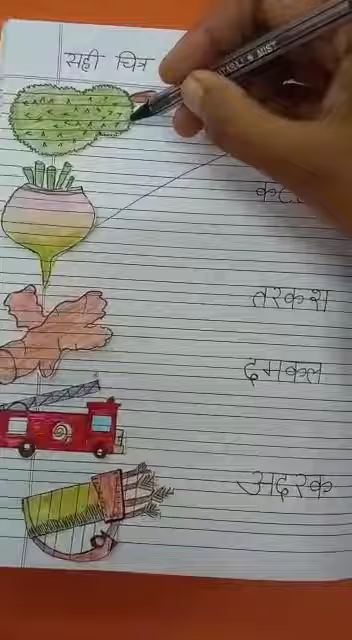 सही चित्र
तरकश
दमकल
अदरक